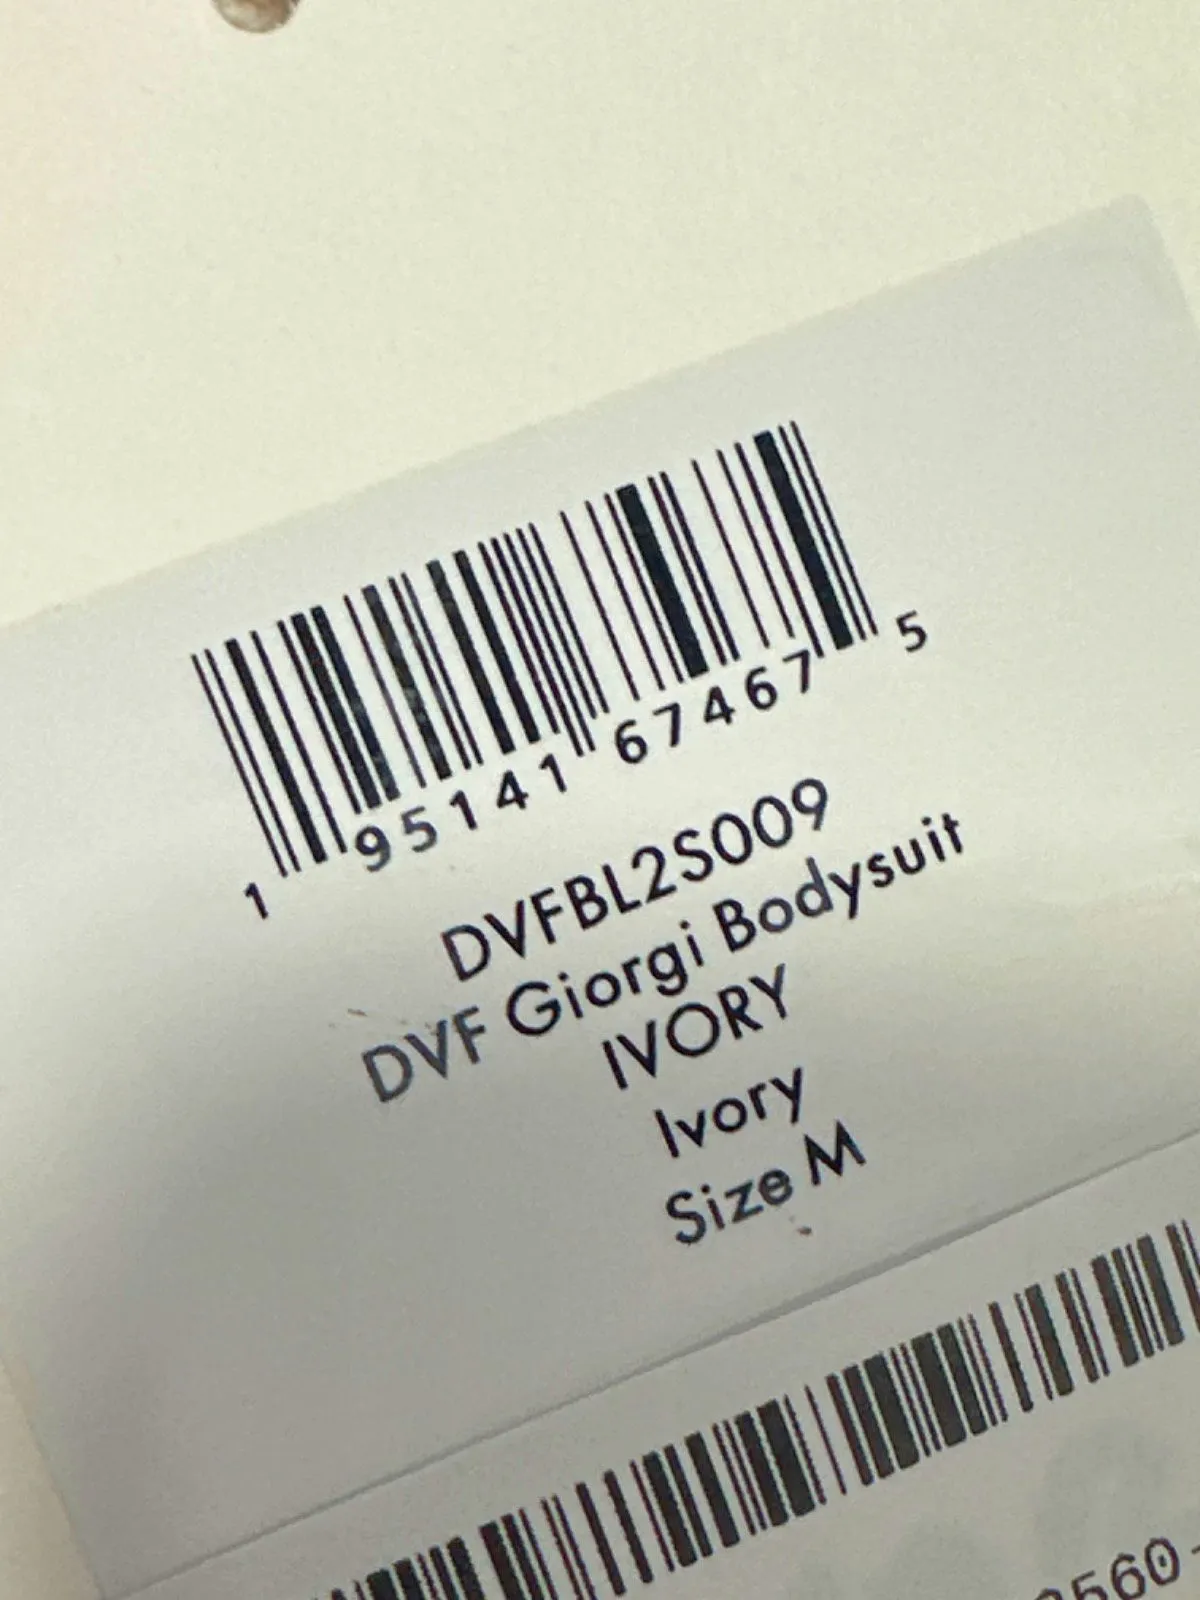 1 95141 67467 5
DVFBL2S009
DVF Giorgi Bodysuit
IVORY
Ivory
Size M